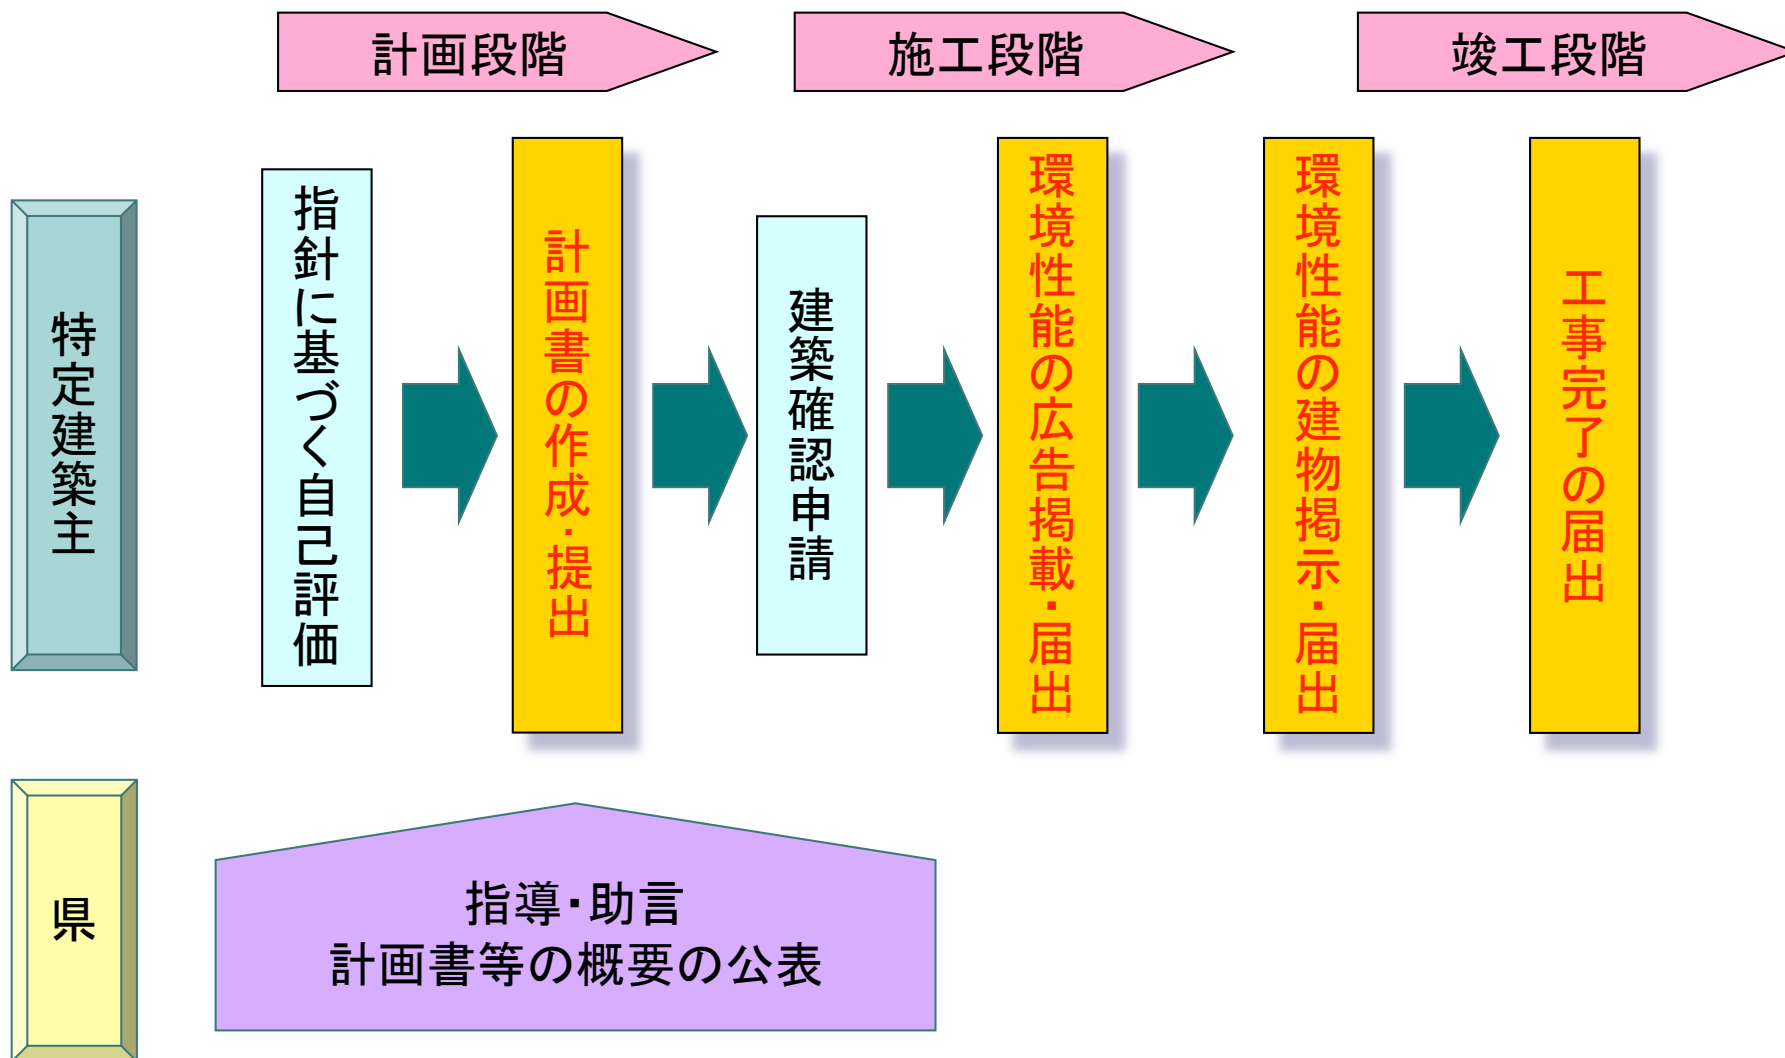 計画段階
施工段階
竣工段階
特定建築主
指針に基づく自己評価
計画書の作成・提出
建築確認申請
環境性能の広告掲載・届出
環境性能の建物掲示・届出
工事完了の届出
県
指導・助言
計画書等の概要の公表